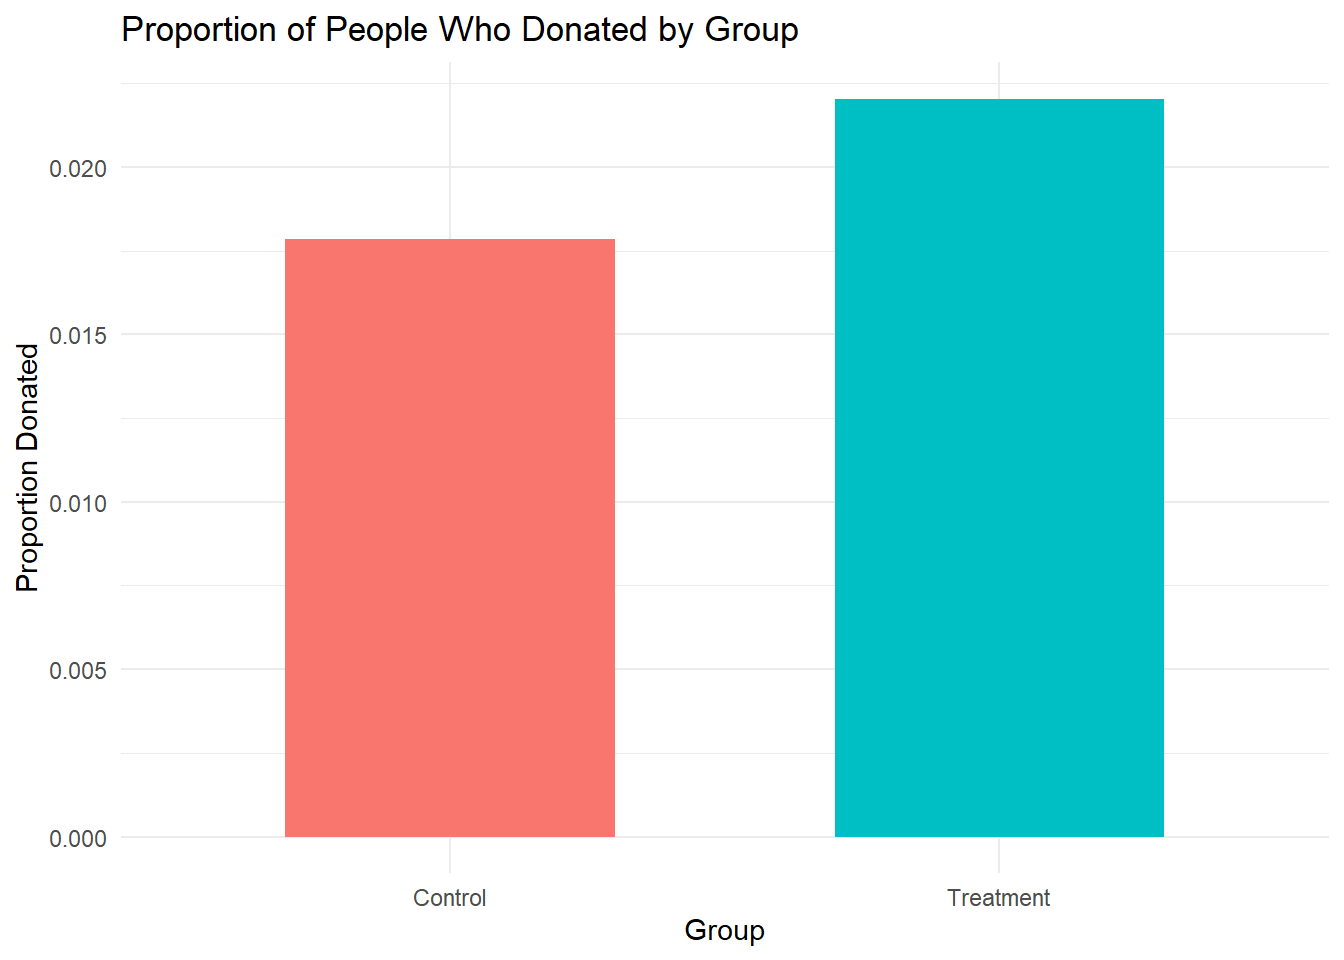 Proportion of People Who Donated by Group
Proportion Donated
0.020
0.015
0.010
0.005
0.000
Control
Treatment
Group